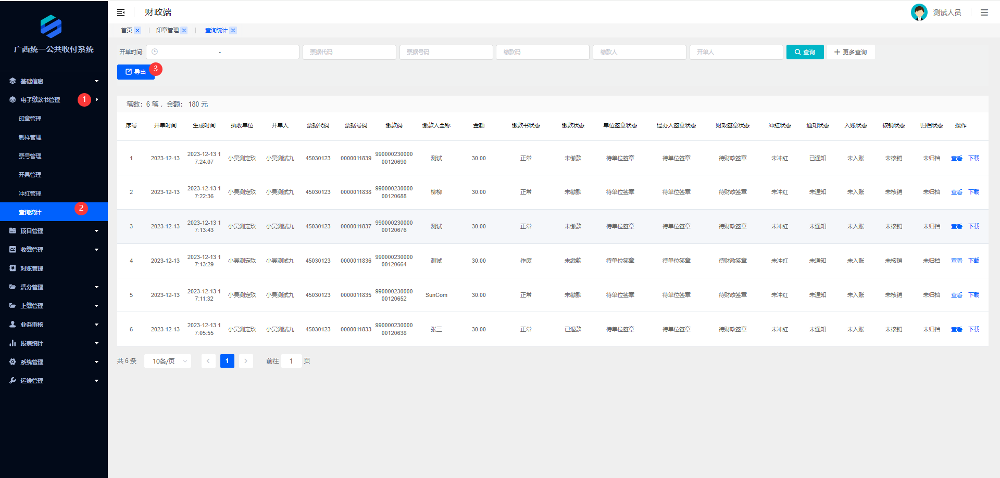 财政端
测试人员
广西统一公共收付系统
首页
印章管理
查询统计
基础信息
电子缴款书管理
1
印章管理
制样管理
票号管理
开具管理
冲红管理
查询统计
2
项目管理
收缴管理
对账管理
清分管理
上缴管理
业务审核
报表统计
系统管理
运维管理
开单时间: - 票据代码 票据号码 缴款码 缴款人 开单人 查询 更多查询
导出 3
笔数：6 笔 ，金额： 180 元
序号 开单时间 生成时间 执收单位 开单人 票据代码 票据号码 缴款码 缴款人全称 金额 缴款书状态 缴款状态 单位签章状态 经办人签章状态 财政签章状态 冲红状态 通知状态 入账状态 核销状态 归档状态 操作
1 2023-12-13 2023-12-13 17:24:07 小吴测定玖 小吴测试九 45030123 0000011839 99000023000000120690 测试 30.00 正常 未缴款 待单位签章 待单位签章 待财政签章 未冲红 已通知 未入账 未核销 未归档 查看 下载
2 2023-12-13 2023-12-13 17:22:36 小吴测定玖 小吴测试九 45030123 0000011838 99000023000000120688 柳柳 30.00 正常 未缴款 待单位签章 待单位签章 待财政签章 未冲红 未通知 未入账 未核销 未归档 查看 下载
3 2023-12-13 2023-12-13 17:13:43 小吴测定玖 小吴测试九 45030123 0000011837 99000023000000120676 测试 30.00 正常 未缴款 待单位签章 待单位签章 待财政签章 未冲红 未通知 未入账 未核销 未归档 查看 下载
4 2023-12-13 2023-12-13 17:13:29 小吴测定玖 小吴测试九 45030123 0000011836 99000023000000120664 测试 30.00 作废 未缴款 待单位签章 待单位签章 待财政签章 未冲红 未通知 未入账 未核销 未归档 查看 下载
5 2023-12-13 2023-12-13 17:11:32 小吴测定玖 小吴测试九 45030123 0000011835 99000023000000120652 SunCom 30.00 正常 未缴款 待单位签章 待单位签章 待财政签章 未冲红 未通知 未入账 未核销 未归档 查看 下载
6 2023-12-13 2023-12-13 17:05:55 小吴测定玖 小吴测试九 45030123 0000011833 99000023000000120638 张三 30.00 正常 已退款 待单位签章 待单位签章 待财政签章 未冲红 未通知 未入账 未核销 未归档 查看 下载
共 6 条 10条/页 1 前往 1 页